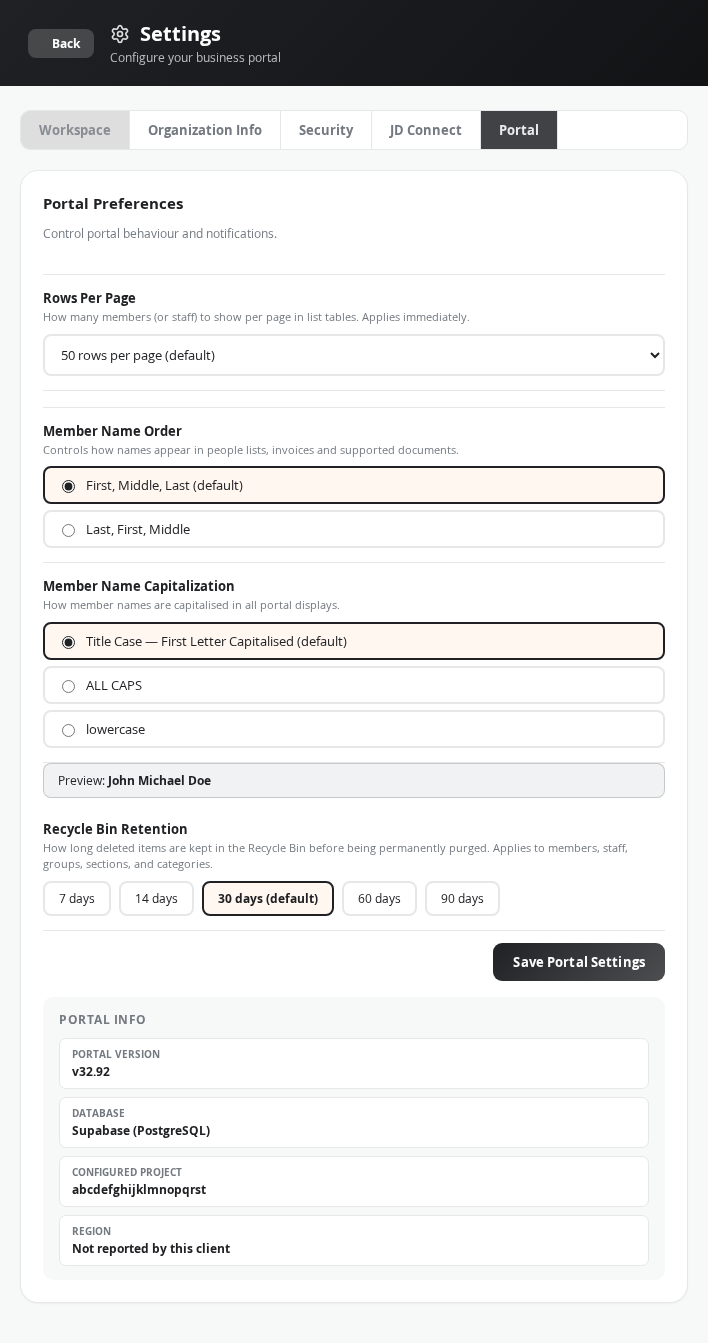 Back
Settings
Configure your business portal
Workspace
Organization Info
Security
JD Connect
Portal
Portal Preferences
Control portal behaviour and notifications.
Rows Per Page
How many members (or staff) to show per page in list tables. Applies immediately.
50 rows per page (default)
Member Name Order
Controls how names appear in people lists, invoices and supported documents.
First, Middle, Last (default)
Last, First, Middle
Member Name Capitalization
How member names are capitalised in all portal displays.
Title Case — First Letter Capitalised (default)
ALL CAPS
lowercase
Preview: John Michael Doe
Recycle Bin Retention
How long deleted items are kept in the Recycle Bin before being permanently purged. Applies to members, staff,
groups, sections, and categories.
7 days
14 days
30 days (default)
60 days
90 days
Save Portal Settings
PORTAL INFO
PORTAL VERSION
v32.92
DATABASE
Supabase (PostgreSQL)
CONFIGURED PROJECT
abcdefghijklmnopqrst
REGION
Not reported by this client